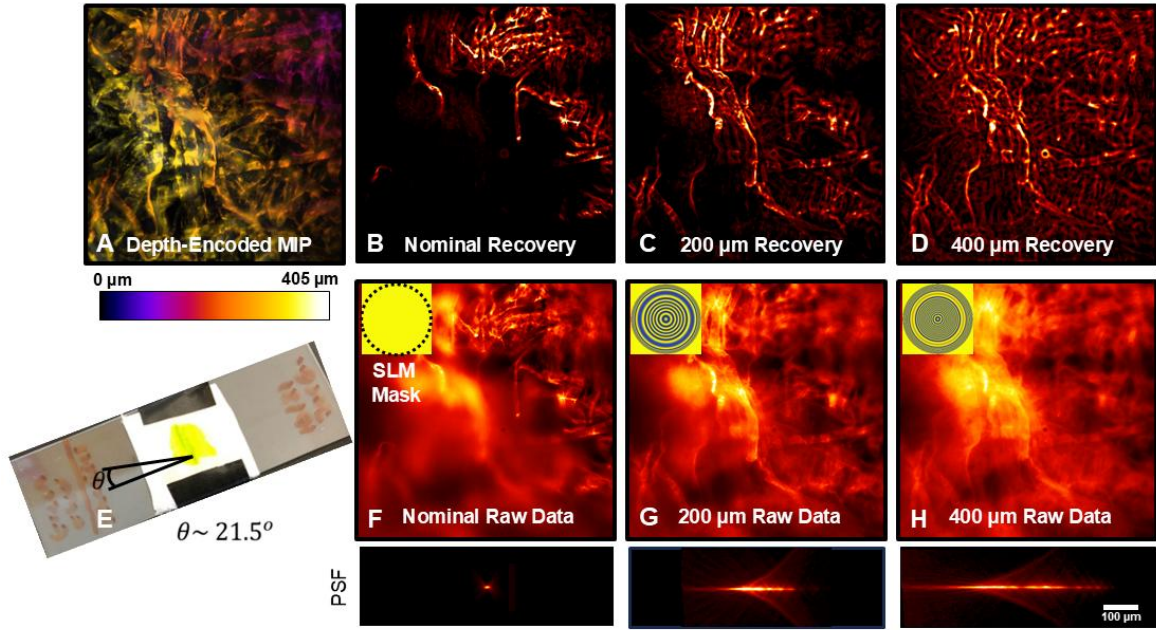 A Depth-Encoded MIP
B Nominal Recovery
C 200 µm Recovery
D 400 µm Recovery
0 µm 405 µm
SLM
Mask
θ
E
θ~ 21.5°
F Nominal Raw Data
G 200 µm Raw Data
H 400 µm Raw Data
PSF
100 µm